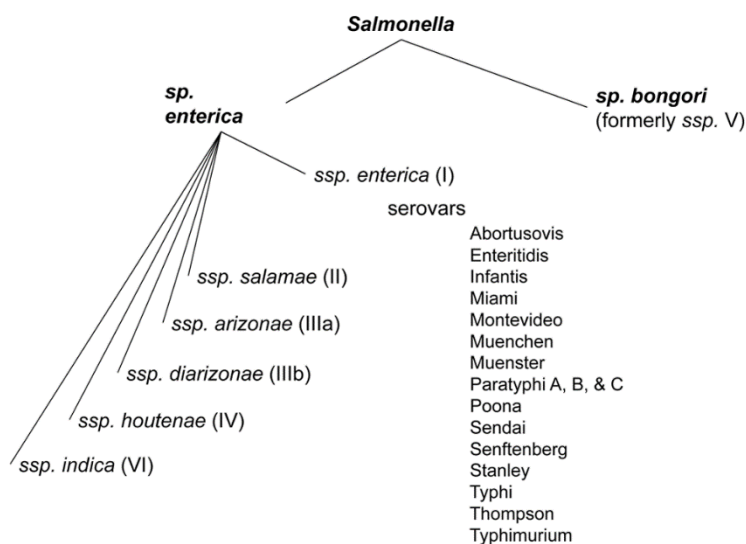 Salmonella
sp.
enterica
sp. bongori
(formerly ssp. V)
ssp. enterica (I)
serovars
Abortusovis
Enteritidis
Infantis
Miami
Montevideo
Muenchen
Muenster
Paratyphi A, B, & C
Poona
Sendai
Senftenberg
Stanley
Typhi
Thompson
Typhimurium
ssp. salamae (II)
ssp. arizonae (IIIa)
ssp. diarizonae (IIIb)
ssp. houtenae (IV)
ssp. indica (VI)